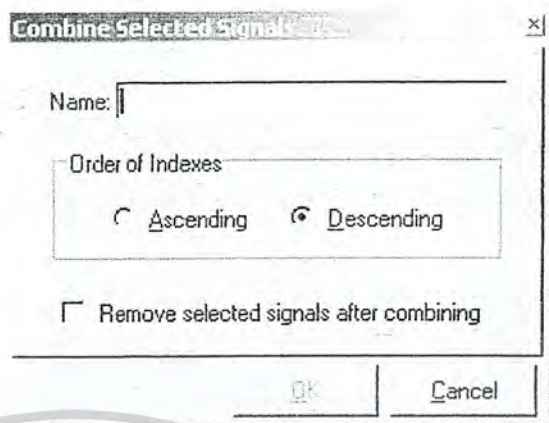 Combine Selected Signals
Name:
Order of Indexes
Ascending Descending
Remove selected signals after combining
OK Cancel